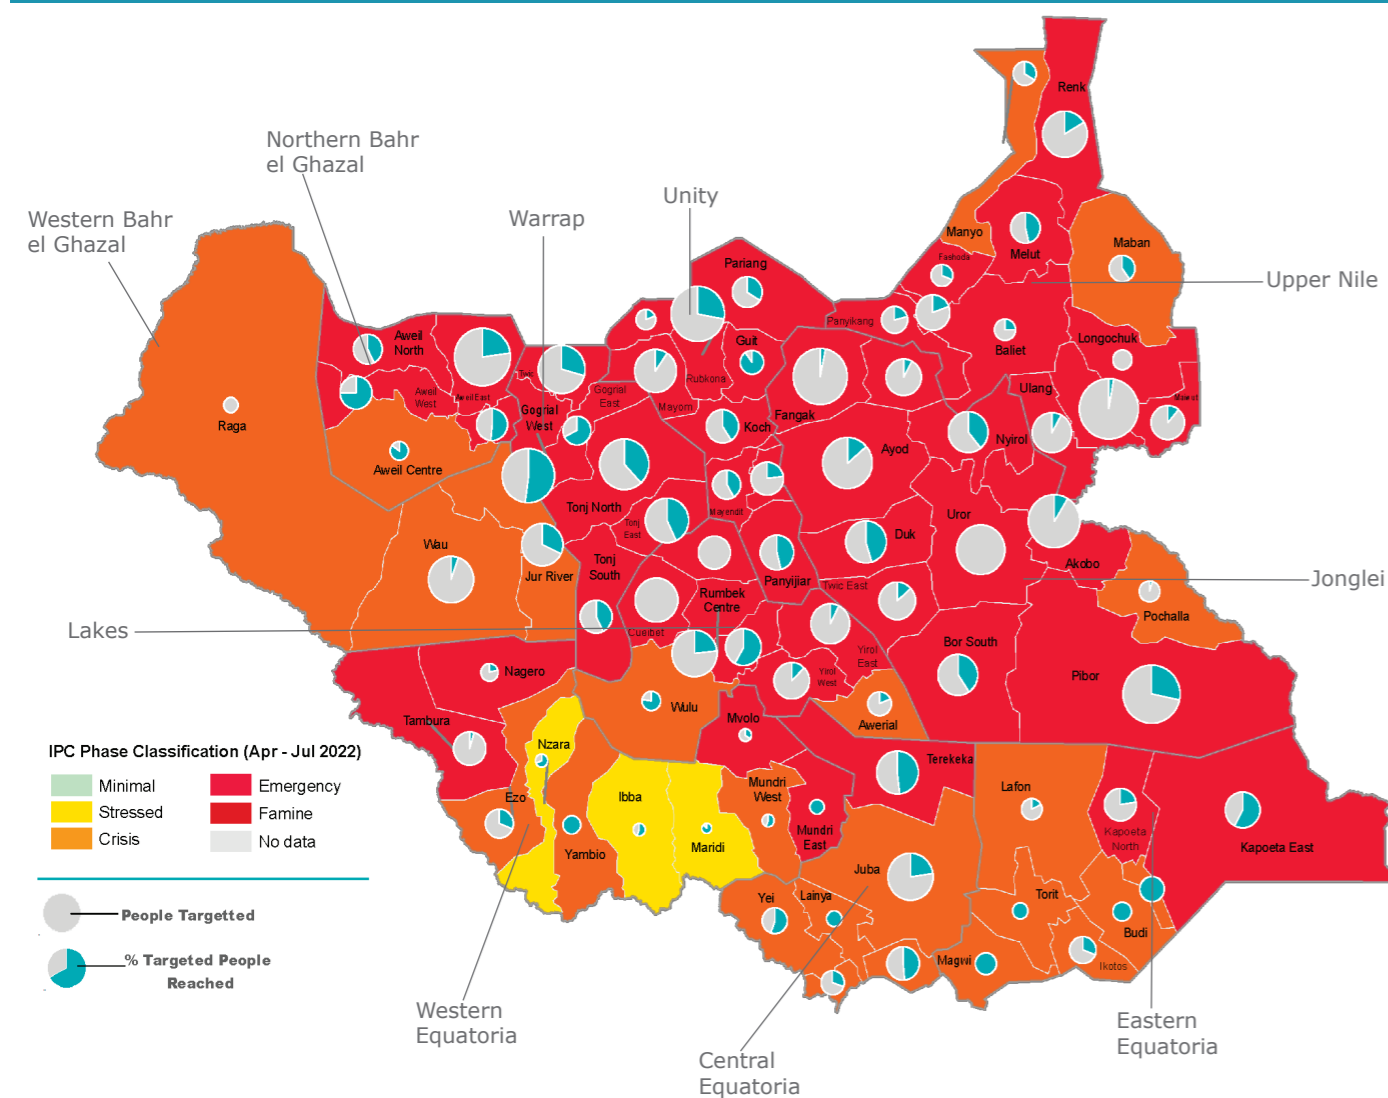 Renk
Northern Bahr
el Ghazal
Unity
Western Bahr
el Ghazal
Warrap
Manyo
Maban
Melut
Fashoda
Pariang
Upper Nile
Panyikang
Baliet
Longochuk
Aweil
North
Guit
Twic
Rubkona
Ulang
Aweil
West
Aweil East
Gogrial
East
Maiwut
Mayom
Gogrial
West
Fangak
Raga
Koch
Nyirol
Ayod
Aweil Centre
Tonj North
Mayendit
Uror
Tonj
East
Duk
Wau
Akobo
Tonj
South
Jur River
Panyijiar
Twic East
Jonglei
Rumbek
Centre
Pochalla
Lakes
Cueibet
Bor South
Yirol
East
Nagero
Yirol
West
Pibor
Wulu
Awerial
Tambura
Mvolo
Nzara
Terekeka
IPC Phase Classification (Apr - Jul 2022)
Minimal
Emergency
Stressed
Famine
Crisis
No data
Mundri
West
Lafon
Ezo
Ibba
Mundri
East
Kapoeta
North
Maridi
Kapoeta East
Yambio
Juba
Yei
Lainya
Torit
People Targetted
Budi
% Targeted People
Reached
Magwi
Ikotos
Western
Equatoria
Eastern
Equatoria
Central
Equatoria